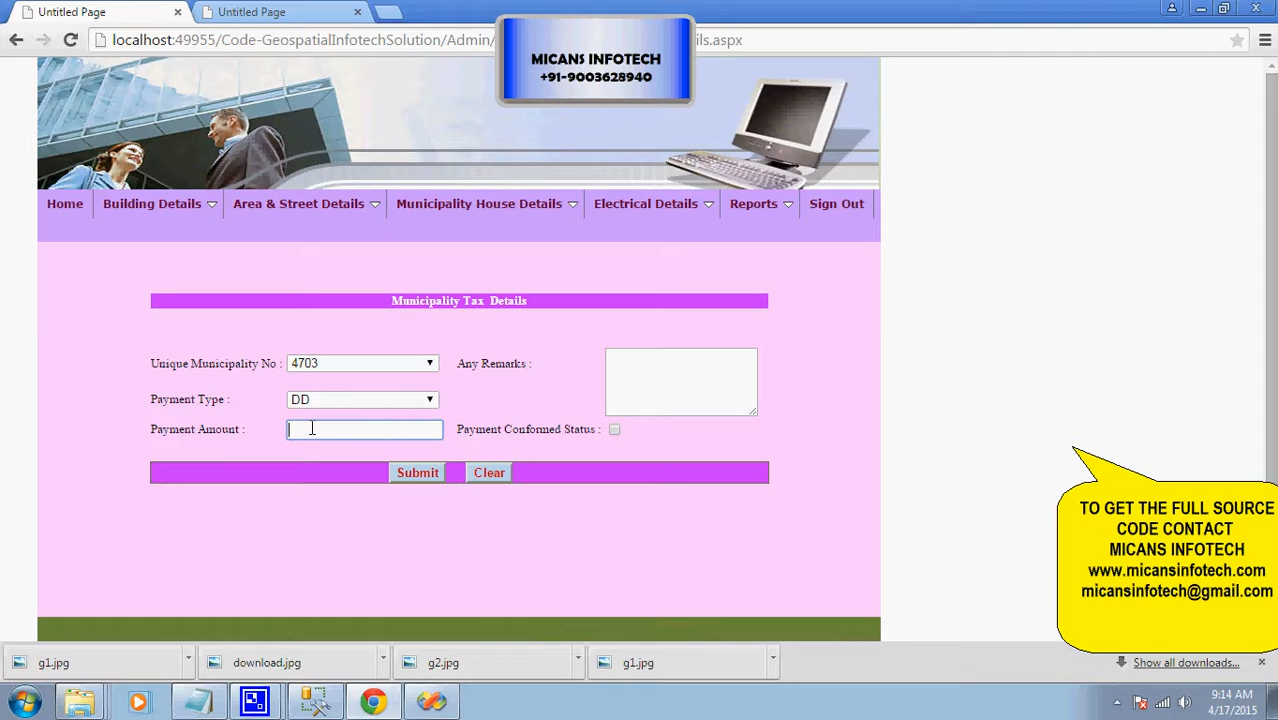 Untitled Page
Untitled Page
localhost:49955/Code-GeospatialInfotechSolution/Admin/
ils.aspx
MICANS INFOTECH
+91-9003628940
Home
Building Details
Area & Street Details
Municipality House Details
Electrical Details
Reports
Sign Out
Municipality Tax Details
Unique Municipality No :
4703
Any Remarks :
Payment Type :
DD
Payment Amount :
Payment Conformed Status :
Submit
Clear
TO GET THE FULL SOURCE
CODE CONTACT
MICANS INFOTECH
www.micansinfotech.com
micansinfotech@gmail.com
g1.jpg
download.jpg
g2.jpg
g1.jpg
Show all downloads...
9:14 AM
4/17/2015